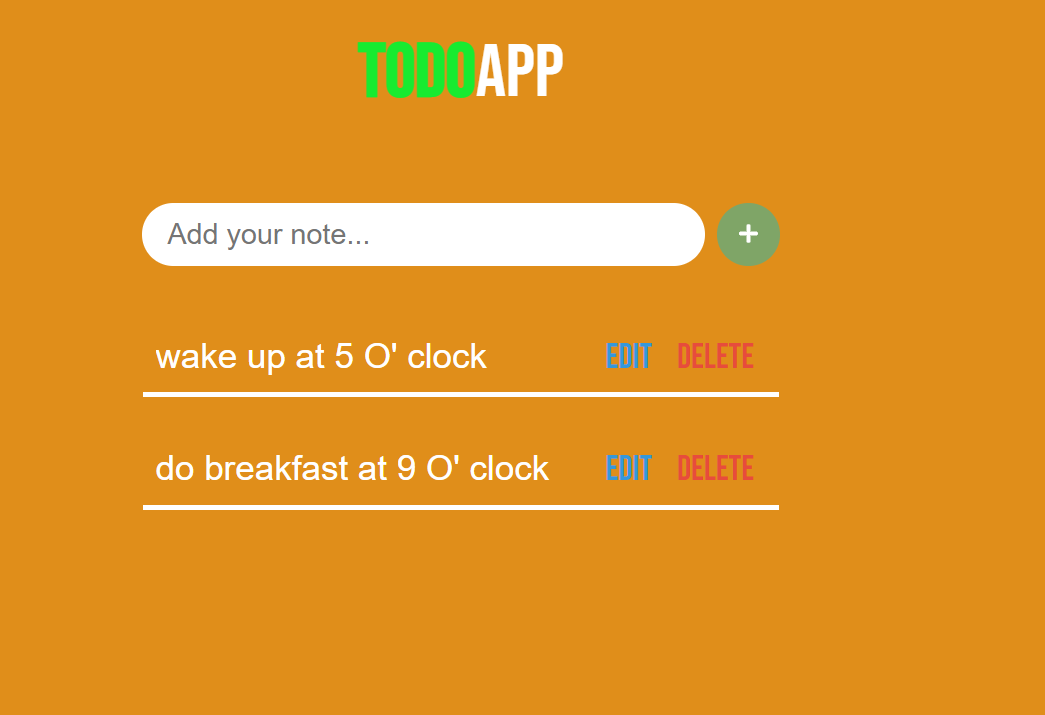 TODOAPP
Add your note...
+
wake up at 5 O' clock EDIT DELETE
do breakfast at 9 O' clock EDIT DELETE